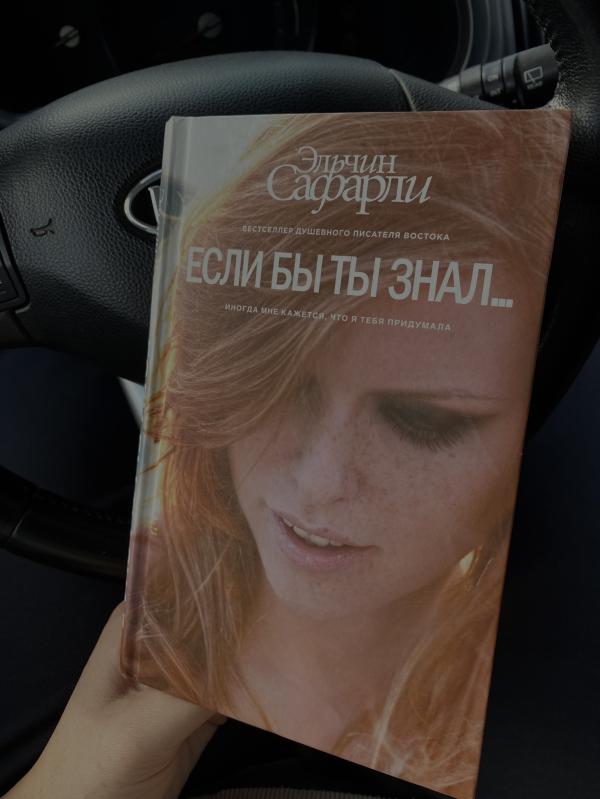 Эльчин
Сафарли
БЕСТСЕЛЛЕР ДУШЕВНОГО ПИСАТЕЛЯ ВОСТОКА
ЕСЛИ БЫ ТЫ ЗНАЛ...
ИНОГДА МНЕ КАЖЕТСЯ, ЧТО Я ТЕБЯ ПРИДУМАЛА